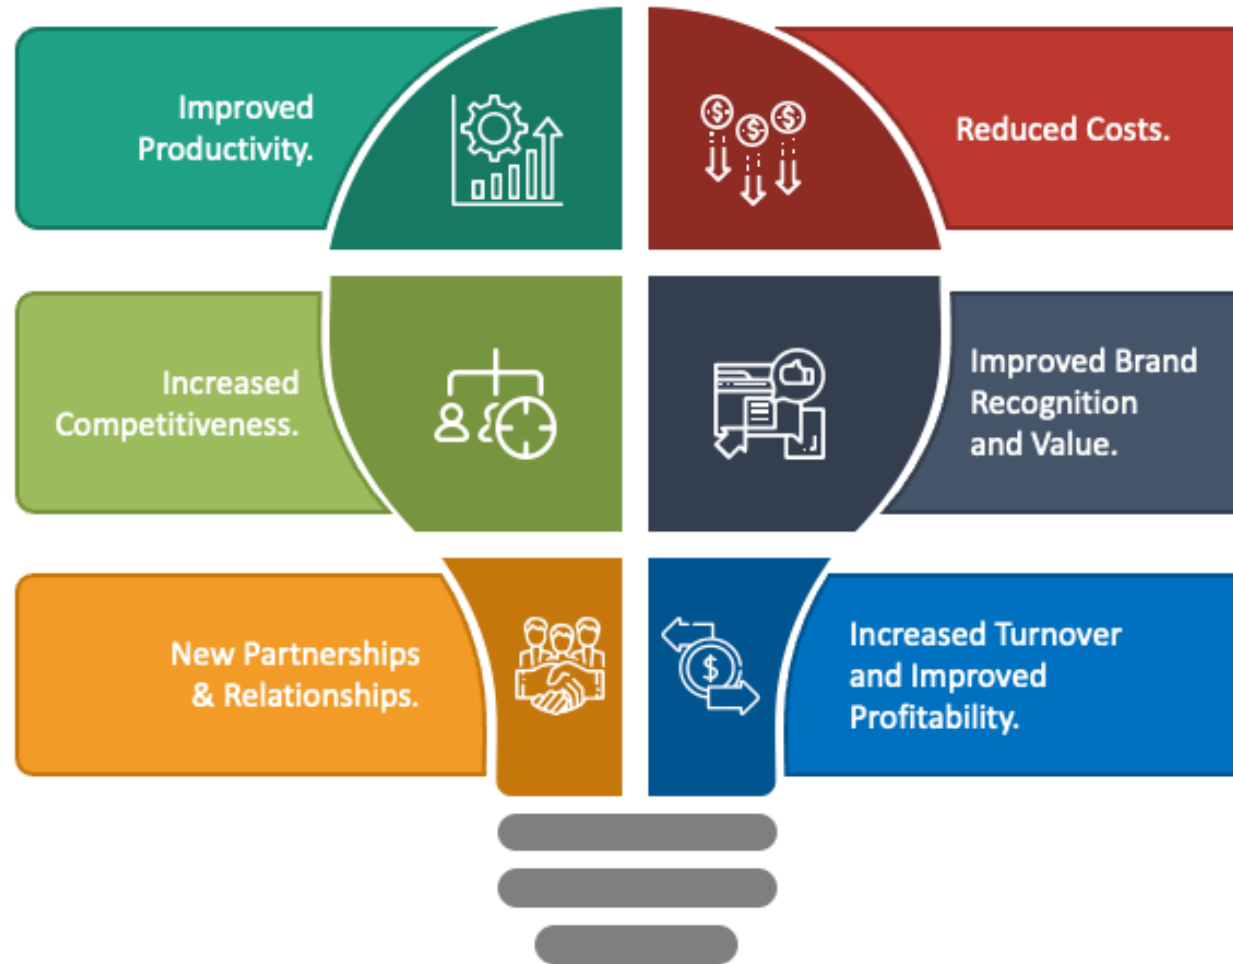 Improved
Productivity.
Reduced Costs.
Increased
Competitiveness.
Improved Brand
Recognition
and Value.
New Partnerships
& Relationships.
Increased Turnover
and Improved
Profitability.
$
$
$
$